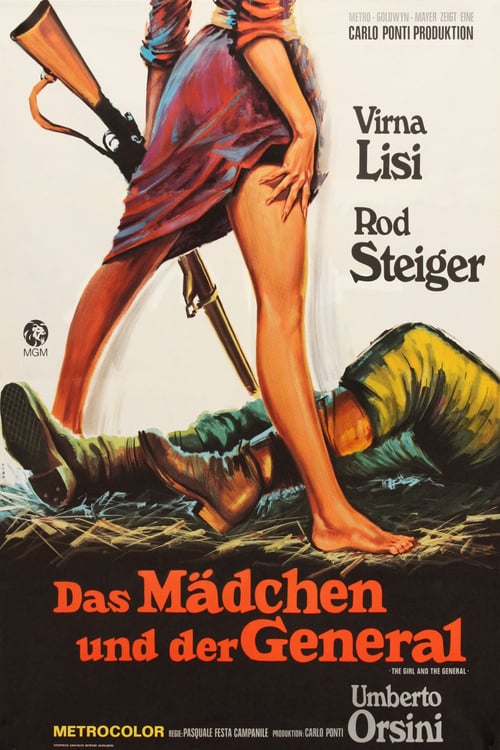 METRO - GOLDWYN - MAYER ZEIGT EINE
CARLO PONTI PRODUKTION
Virna
Lisi
Rod
Steiger
MGM
Das Mädchen
und der General
- THE GIRL AND THE GENERAL -
Umberto
Orsini
METROCOLOR REGIE: PASQUALE FESTA CAMPANILE PRODUKTION: CARLO PONTI